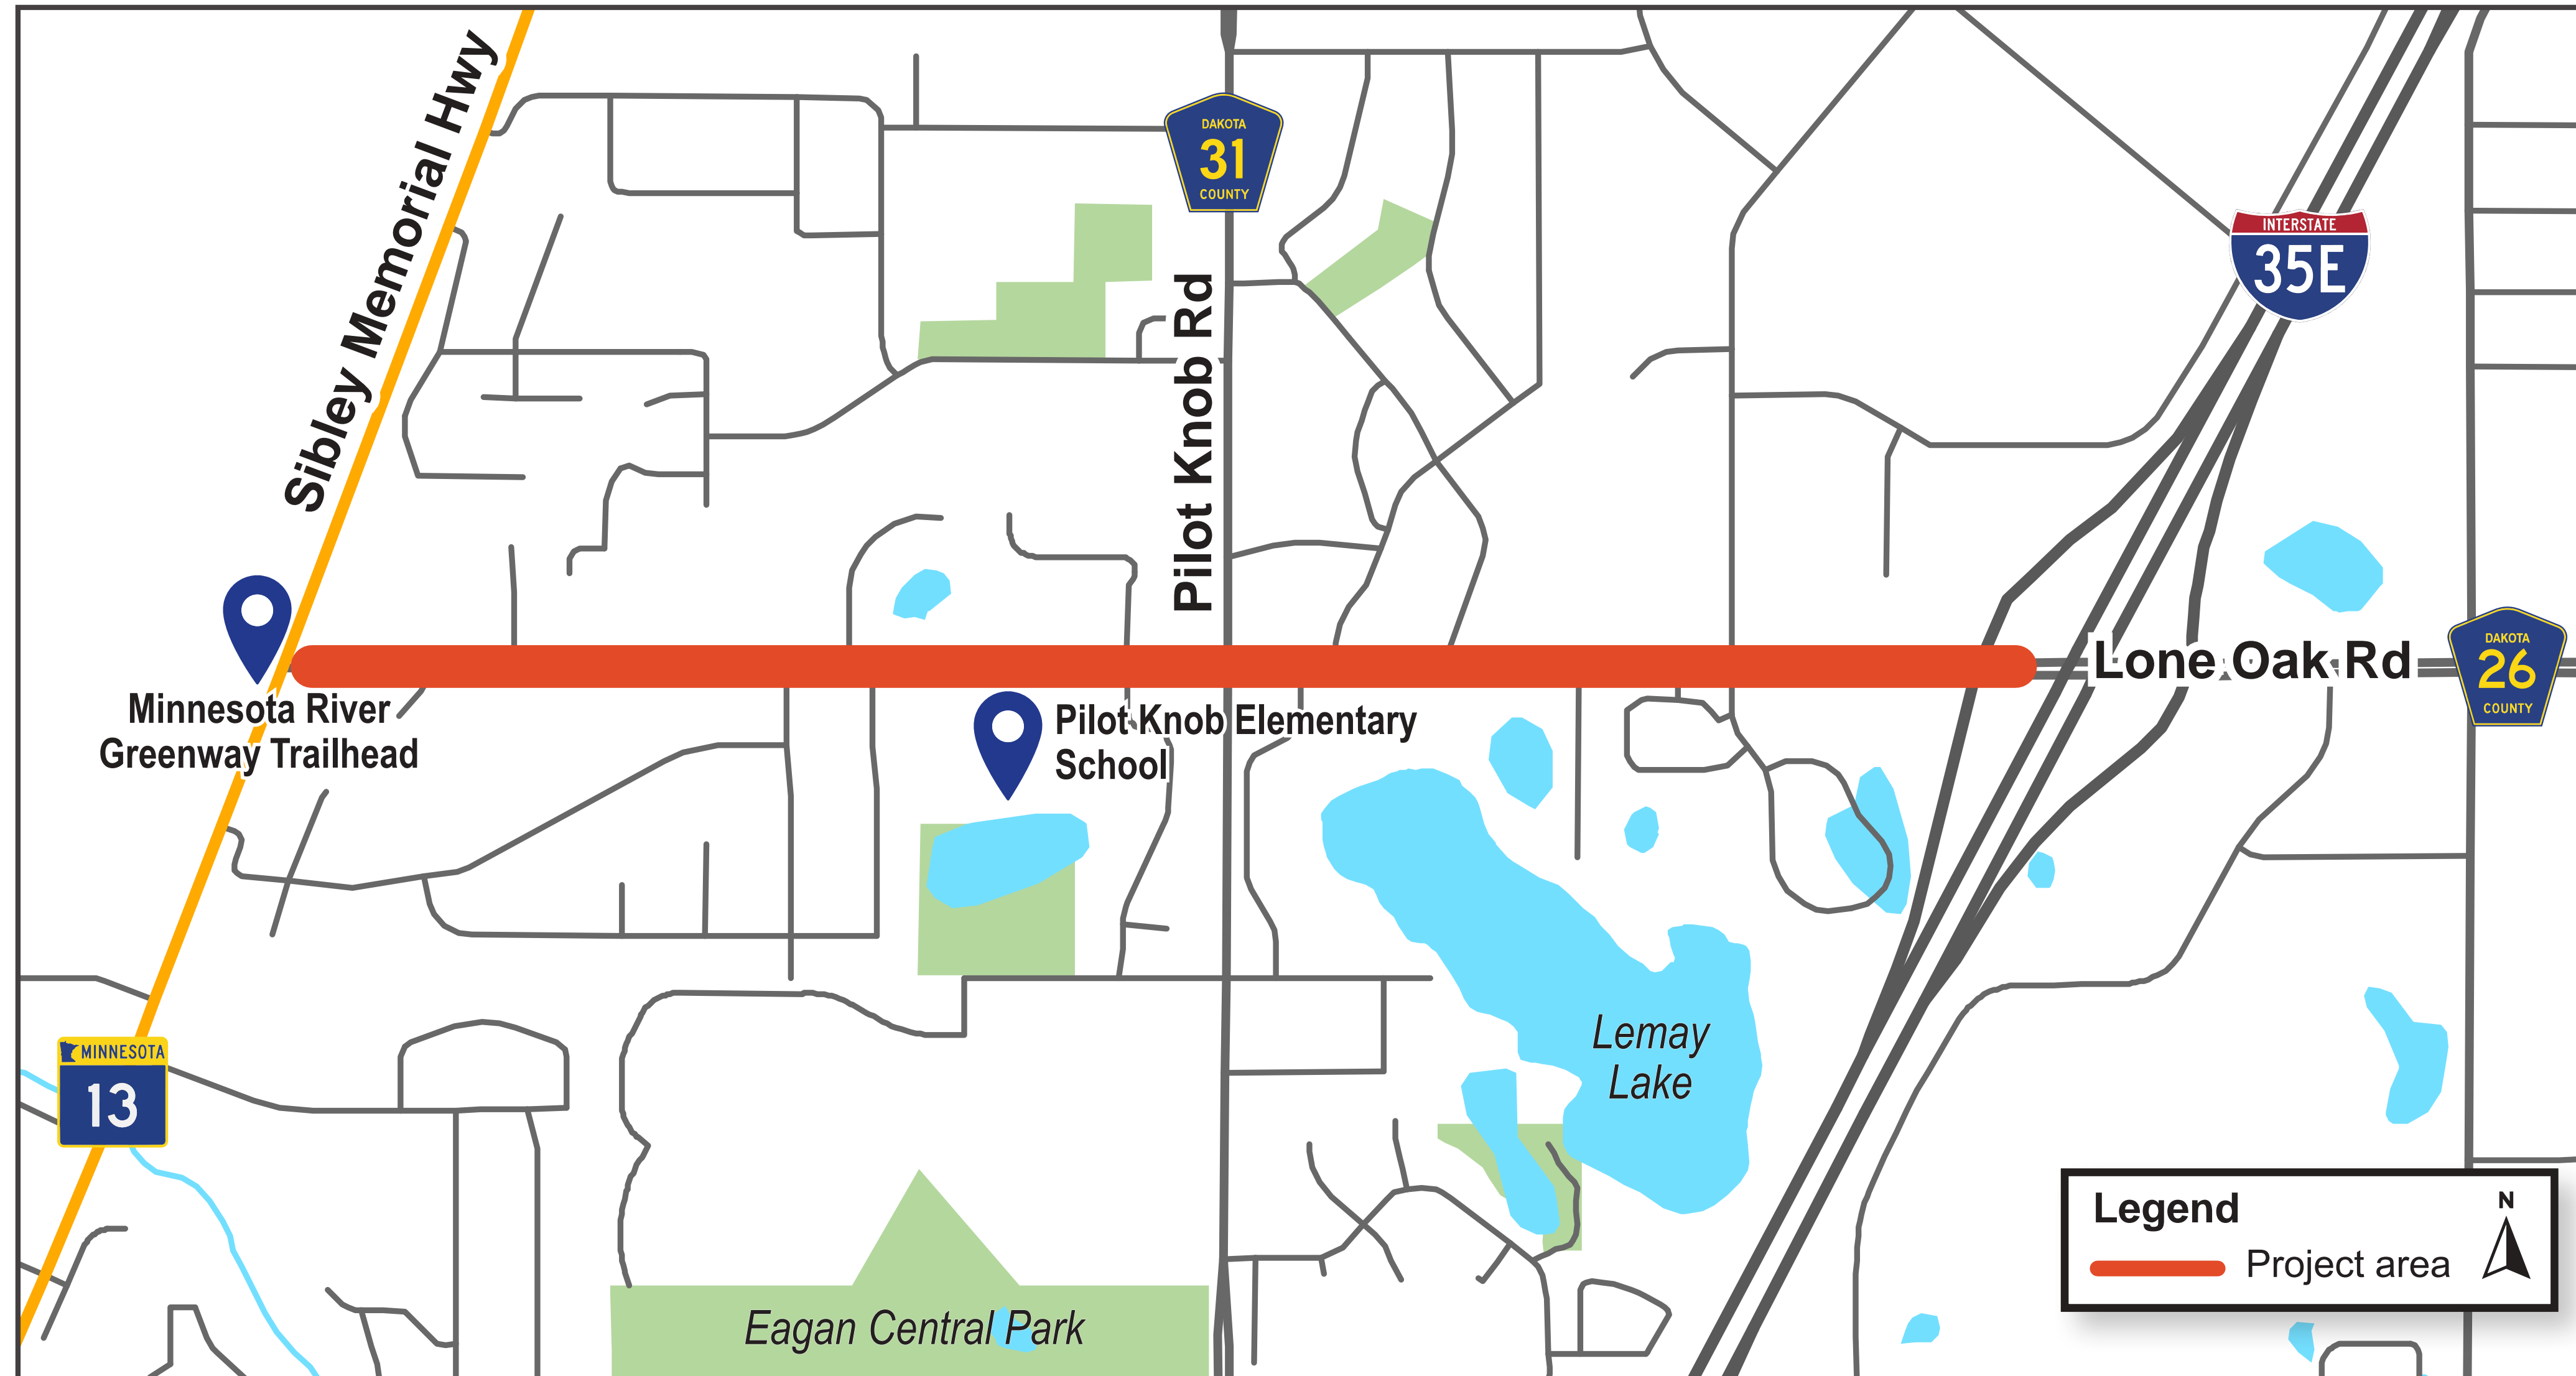 Sibley Memorial Hwy
DAKOTA
31
COUNTY
Pilot Knob Rd
INTERSTATE
35E
Lone Oak Rd
DAKOTA
26
COUNTY
Minnesota River
Greenway Trailhead
Pilot Knob Elementary
School
Lemay
Lake
MINNESOTA
13
Eagan Central Park
Legend
Project area
N